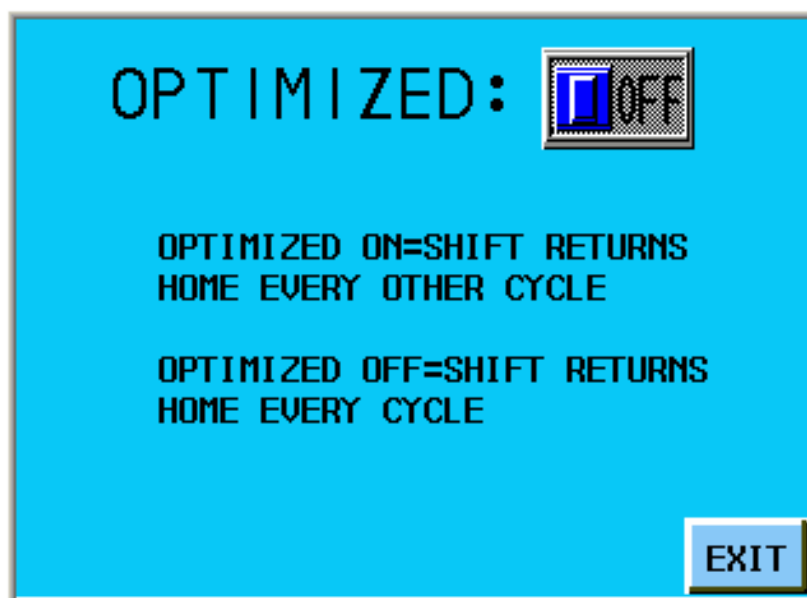 OPTIMIZED: OFF
OPTIMIZED ON=SHIFT RETURNS
HOME EVERY OTHER CYCLE
OPTIMIZED OFF=SHIFT RETURNS
HOME EVERY CYCLE
EXIT